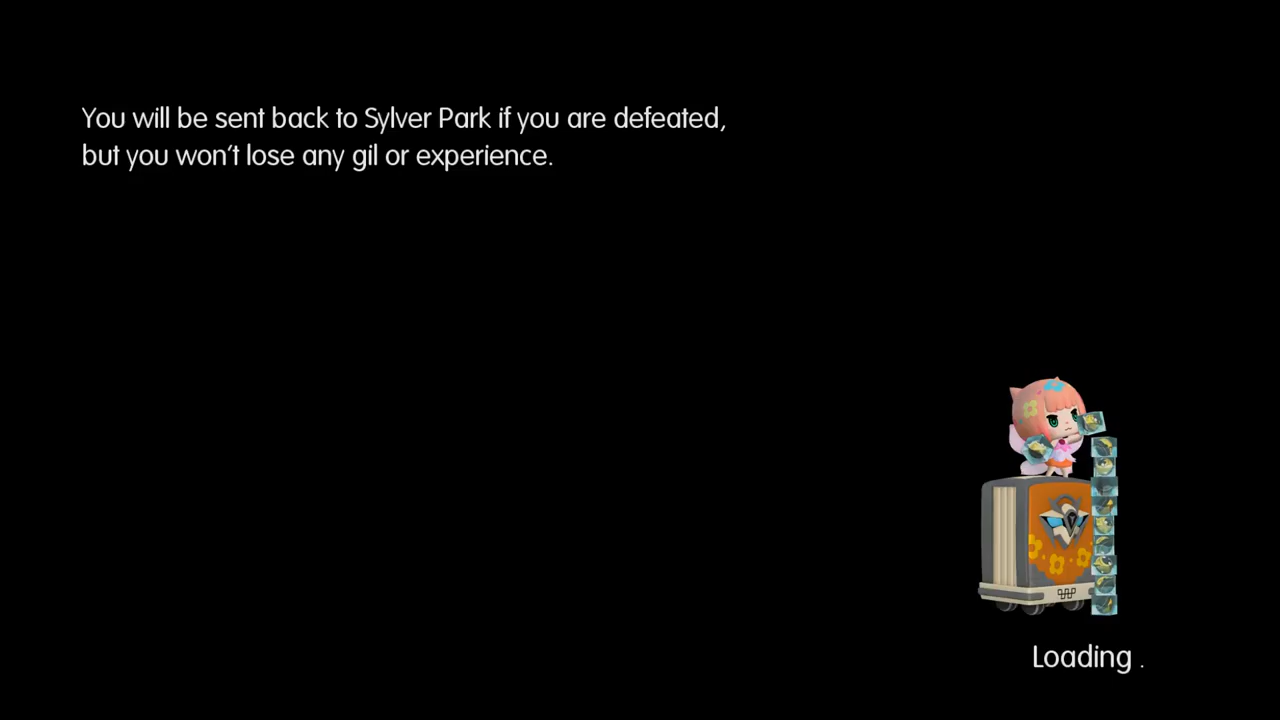 You will be sent back to Sylver Park if you are defeated,
but you won't lose any gil or experience.
Loading .